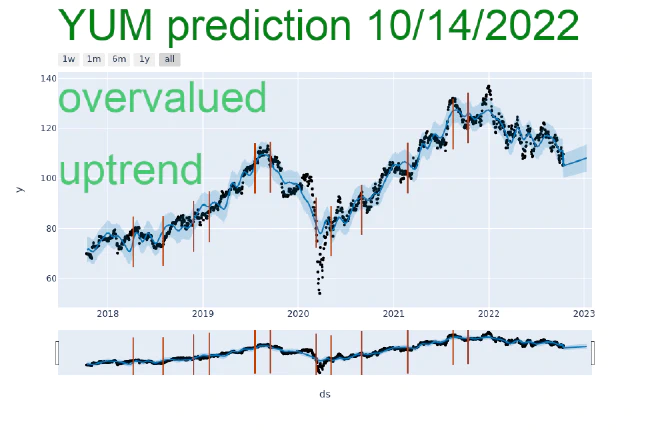 YUM prediction 10/14/2022
1w 1m 6m 1y all
140
overvalued
120
uptrend
100
y
80
60
2018 2019 2020 2021 2022 2023
ds